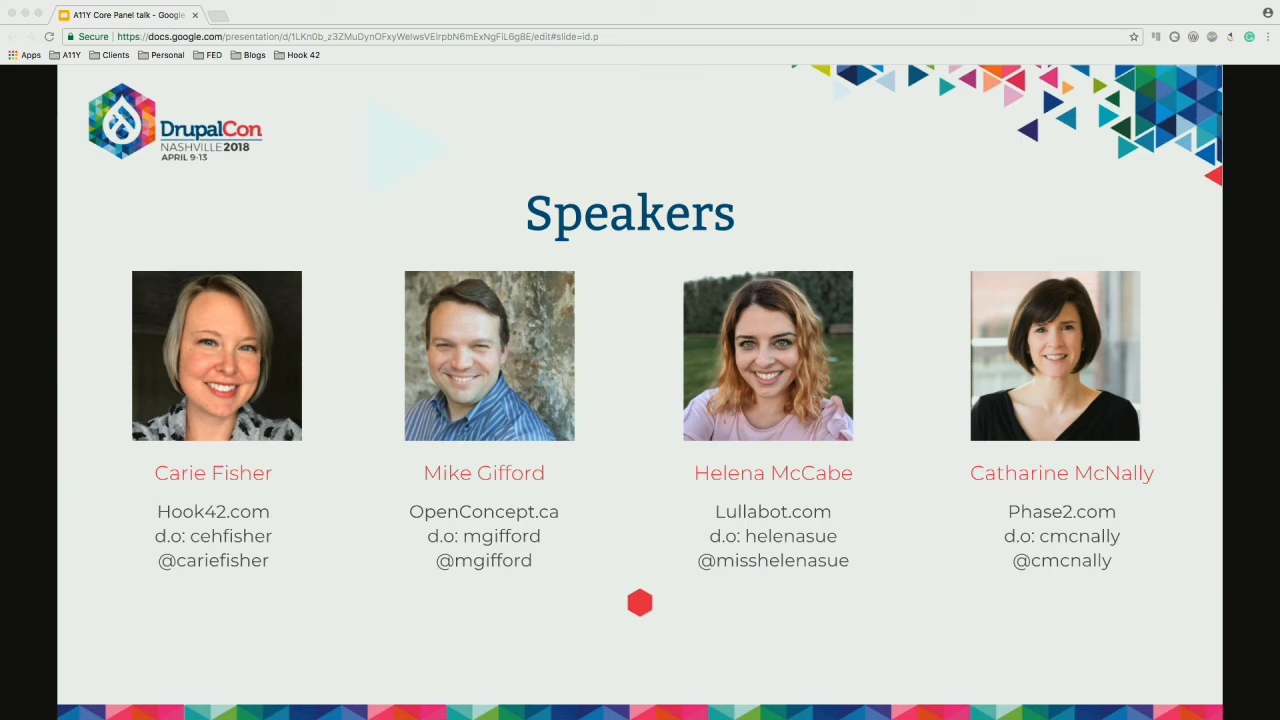 A11Y Core Panel talk - Google
Secure
https://docs.google.com/presentation/d/1LKn0b_z3ZMuDynOFxyWelwsVEIrpbN6mExNgFiL6g8E/edit#slide=id.p
Apps
A11Y
Clients
Personal
FED
Blogs
Hook 42
DrupalCon
NASHVILLE 2018
APRIL 9-13
Speakers
Carie Fisher
Hook42.com
d.o: cehfisher
@cariefisher
Mike Gifford
OpenConcept.ca
d.o: mgifford
@mgifford
Helena McCabe
Lullabot.com
d.o: helenasue
@misshelenasue
Catharine McNally
Phase2.com
d.o: cmcnally
@cmcnally